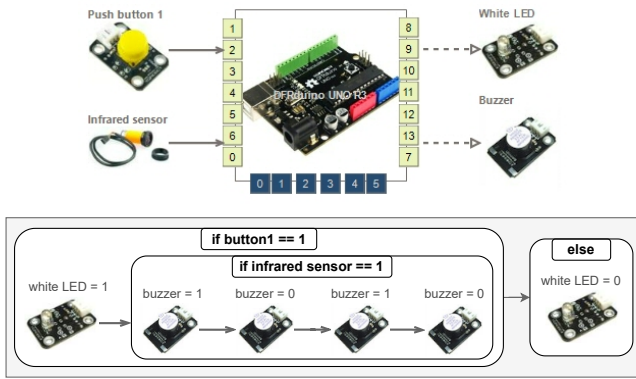 Push button 1
White LED
1
2
3
4
5
6
0
DFRduino UNO R3
8
9
10
11
12
13
7
Buzzer
Infrared sensor
0 1 2 3 4 5
if button1 == 1
if infrared sensor == 1
else
white LED = 1
buzzer = 1
buzzer = 0
buzzer = 1
buzzer = 0
white LED = 0